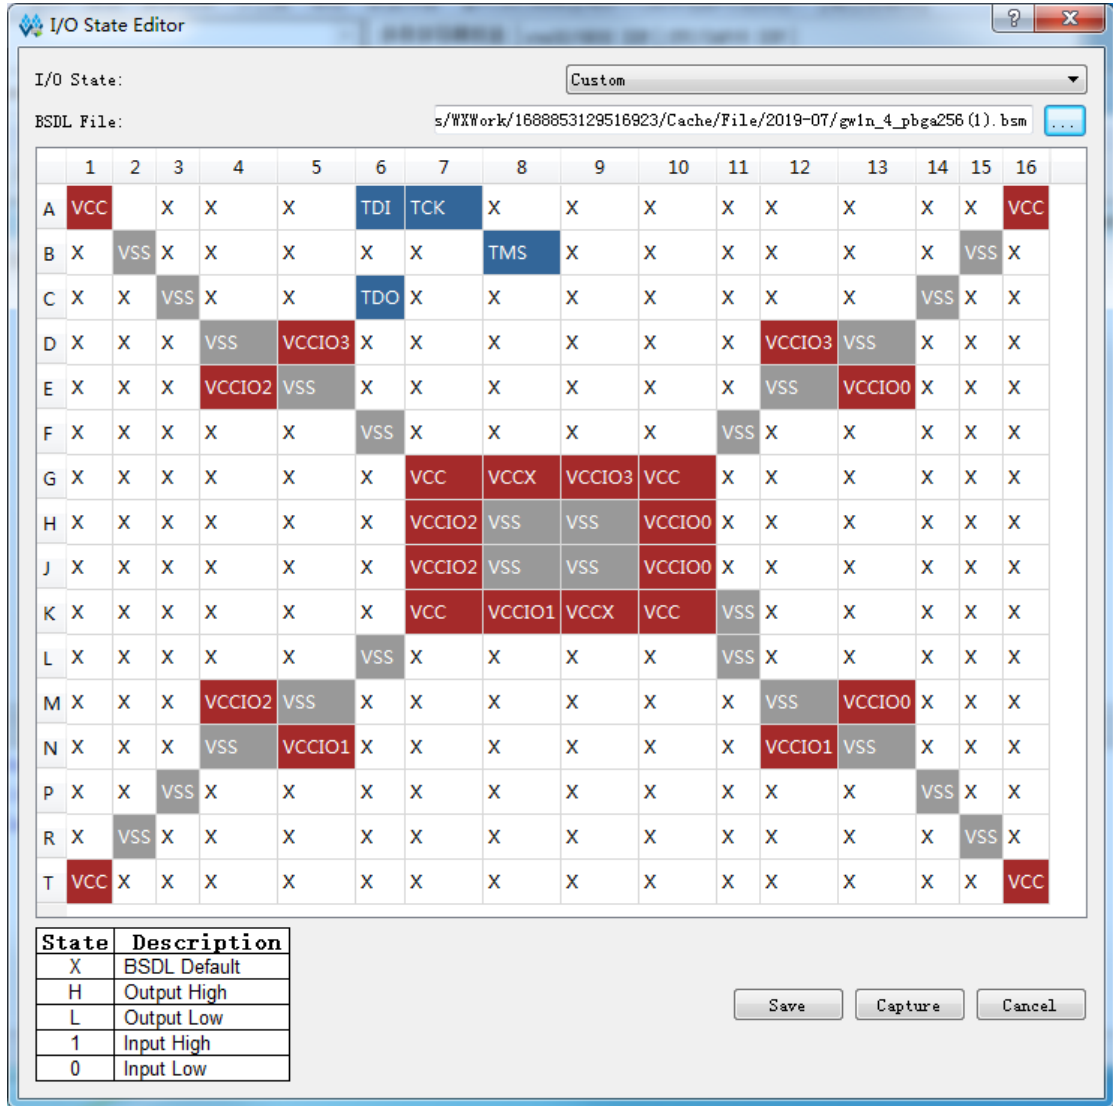 I/O State Editor
I/O State: Custom
BSDL File: s/WXWork/1688853129516923/Cache/File/2019-07/gw1n_4_pbga256(1).bsm ...
1 2 3 4 5 6 7 8 9 10 11 12 13 14 15 16
A VCC X X X TDI TCK X X X X X X X X VCC
B X VSS X X X X X TMS X X X X X X VSS X
C X X VSS X X TDO X X X X X X X VSS X X
D X X X VSS VCCIO3 X X X X X X VCCIO3 VSS X X X
E X X X VCCIO2 VSS X X X X X X VSS VCCIO0 X X X
F X X X X X VSS X X X X VSS X X X X X
G X X X X X X VCC VCCX VCCIO3 VCC X X X X X X
H X X X X X X VCCIO2 VSS VSS VCCIO0 X X X X X X
J X X X X X X VCCIO2 VSS VSS VCCIO0 X X X X X X
K X X X X X X VCC VCCIO1 VCCX VCC VSS X X X X X
L X X X X X VSS X X X X VSS X X X X X
M X X X VCCIO2 VSS X X X X X X VSS VCCIO0 X X X
N X X X VSS VCCIO1 X X X X X X VCCIO1 VSS X X X
P X X VSS X X X X X X X X X X VSS X X
R X VSS X X X X X X X X X X X X VSS X
T VCC X X X X X X X X X X X X X X VCC
State Description
X BSDL Default
H Output High
L Output Low
1 Input High
0 Input Low
Save Capture Cancel